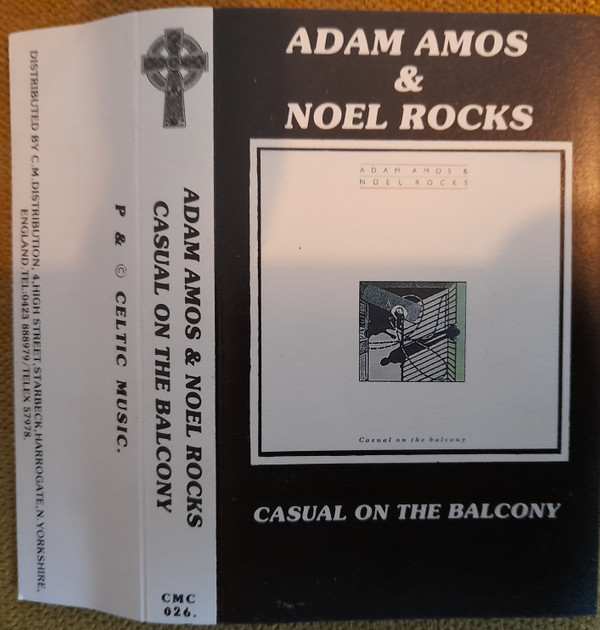 ADAM AMOS
&
NOEL ROCKS
ADAM AMOS &
NOEL ROCKS
Casual on the balcony
CASUAL ON THE BALCONY
ADAM AMOS & NOEL ROCKS
CASUAL ON THE BALCONY
CMC
026.
P & © CELTIC MUSIC.
DISTRIBUTED BY C.M.DISTRIBUTION, 4,HIGH STREET,STARBECK,HARROGATE,N.YORKSHIRE,
ENGLAND.TEL.0423 888979/TELEX 57978.